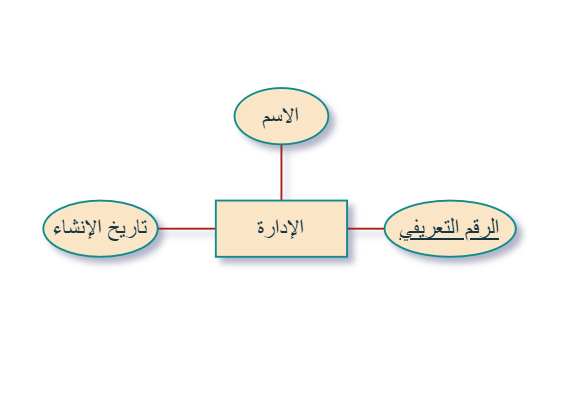 الاسم
الرقم التعريفي
الإدارة
تاريخ الإنشاء